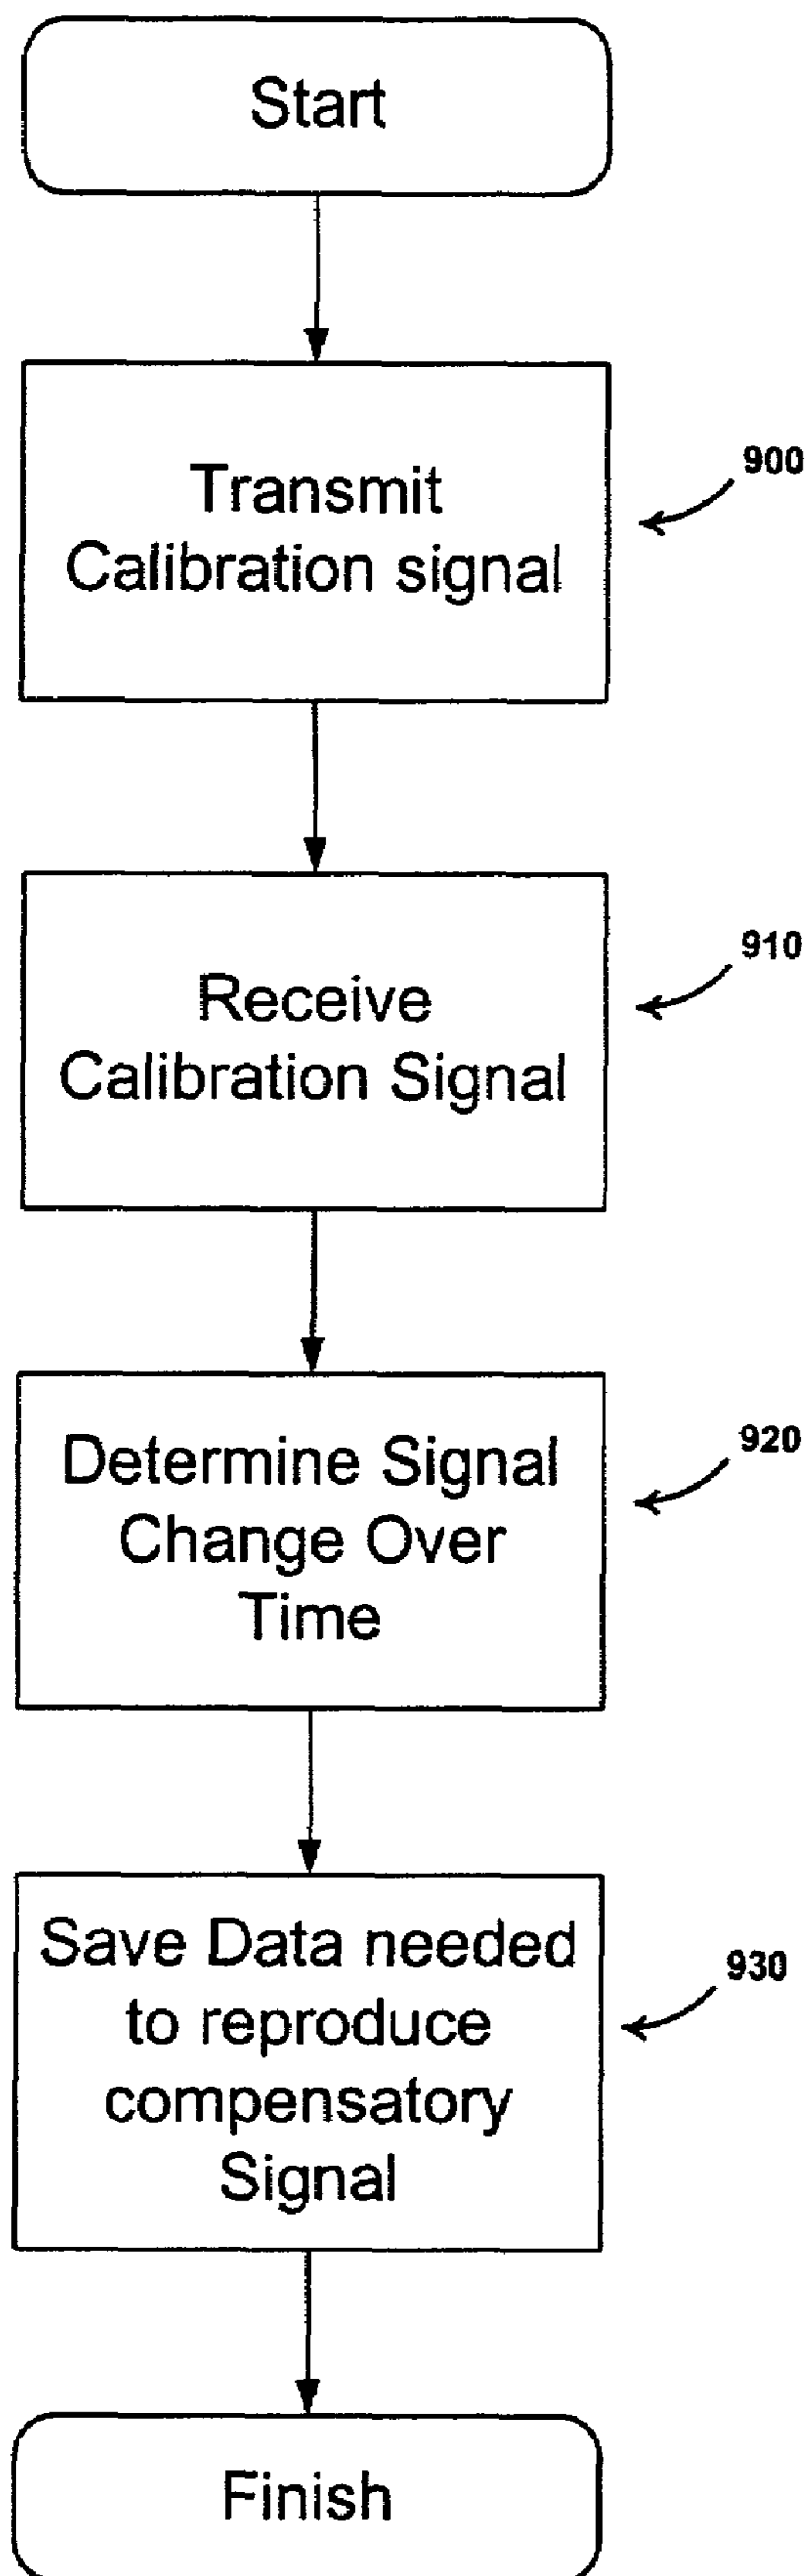 Start
Transmit
Calibration signal
900
Receive
Calibration Signal
910
Determine Signal
Change Over
Time
920
Save Data needed
to reproduce
compensatory
Signal
930
Finish